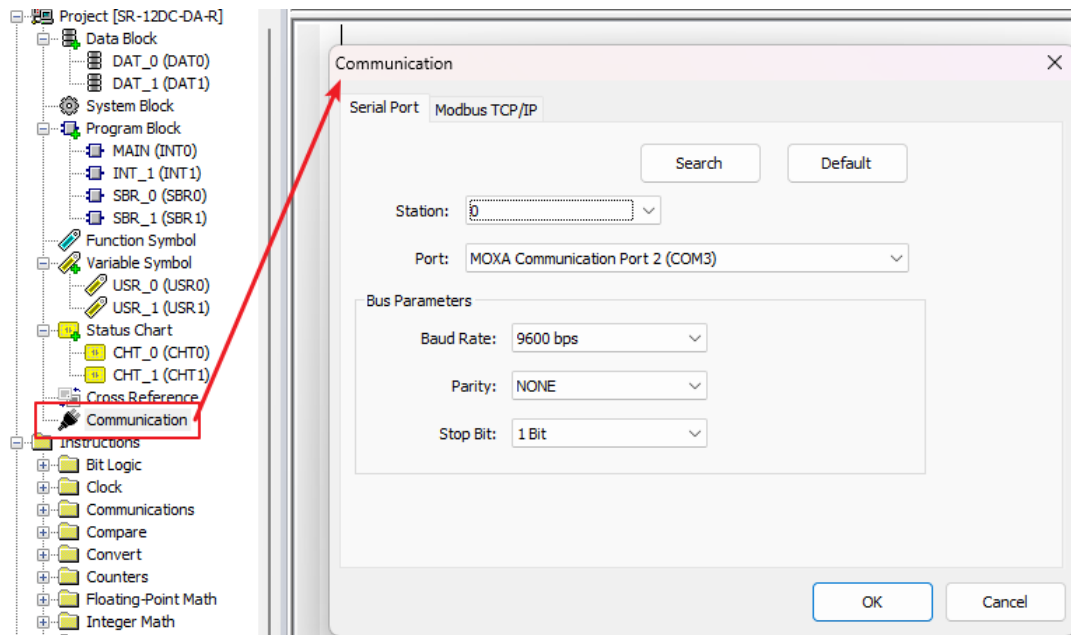 Project [SR-12DC-DA-R]
Data Block
DAT_0 (DAT0)
DAT_1 (DAT1)
System Block
Program Block
MAIN (INT0)
INT_1 (INT1)
SBR_0 (SBR0)
SBR_1 (SBR1)
Function Symbol
Variable Symbol
USR_0 (USR0)
USR_1 (USR1)
Status Chart
CHT_0 (CHT0)
CHT_1 (CHT1)
Cross Reference
Communication
Instructions
Bit Logic
Clock
Communications
Compare
Convert
Counters
Floating-Point Math
Integer Math
Communication
Serial Port Modbus TCP/IP
Search Default
Station: 0
Port: MOXA Communication Port 2 (COM3)
Bus Parameters
Baud Rate: 9600 bps
Parity: NONE
Stop Bit: 1 Bit
OK Cancel